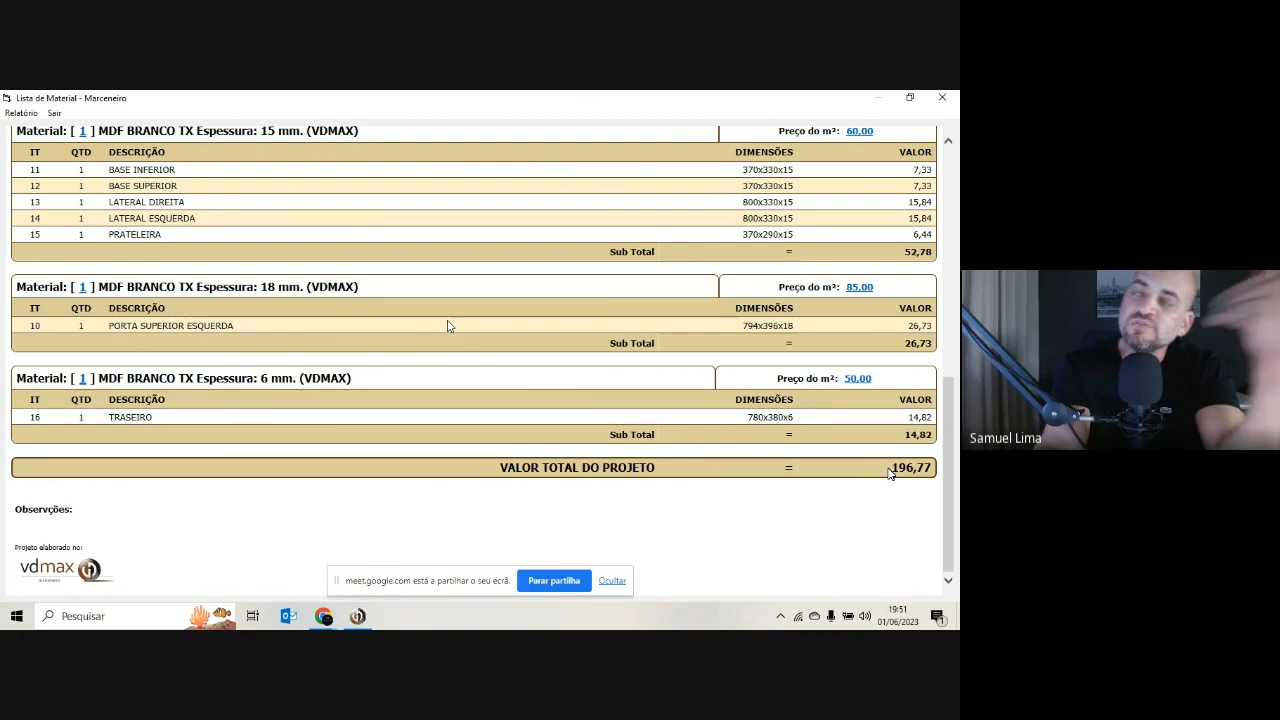 Lista de Material - Marceneiro
Relatório Sair
Material: [ 1 ] MDF BRANCO TX Espessura: 15 mm. (VDMAX) Preço do m²: 60,00
IT QTD DESCRIÇÃO DIMENSÕES VALOR
11 1 BASE INFERIOR 370x330x15 7,33
12 1 BASE SUPERIOR 370x330x15 7,33
13 1 LATERAL DIREITA 800x330x15 15,84
14 1 LATERAL ESQUERDA 800x330x15 15,84
15 1 PRATELEIRA 370x290x15 6,44
Sub Total = 52,78
Material: [ 1 ] MDF BRANCO TX Espessura: 18 mm. (VDMAX) Preço do m²: 85,00
IT QTD DESCRIÇÃO DIMENSÕES VALOR
10 1 PORTA SUPERIOR ESQUERDA 794x396x18 26,73
Sub Total = 26,73
Material: [ 1 ] MDF BRANCO TX Espessura: 6 mm. (VDMAX) Preço do m²: 50,00
IT QTD DESCRIÇÃO DIMENSÕES VALOR
16 1 TRASEIRO 780x380x6 14,82
Sub Total = 14,82
VALOR TOTAL DO PROJETO = 196,77
Observções:
Projeto elaborado no:
vdmax
meet.google.com está a partilhar o seu ecrã. Parar partilha Ocultar
Pesquisar
19:51
01/06/2023
1
Samuel Lima